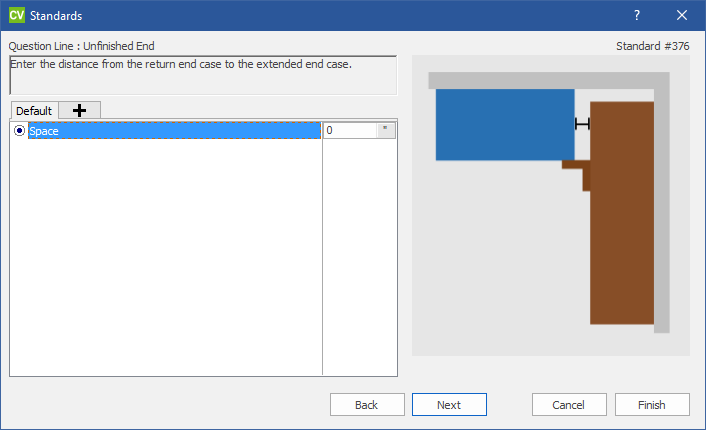 CV Standards ? ×
Question Line : Unfinished End Standard #376
Enter the distance from the return end case to the extended end case.
Default +
Space 0 "
Back Next Cancel Finish